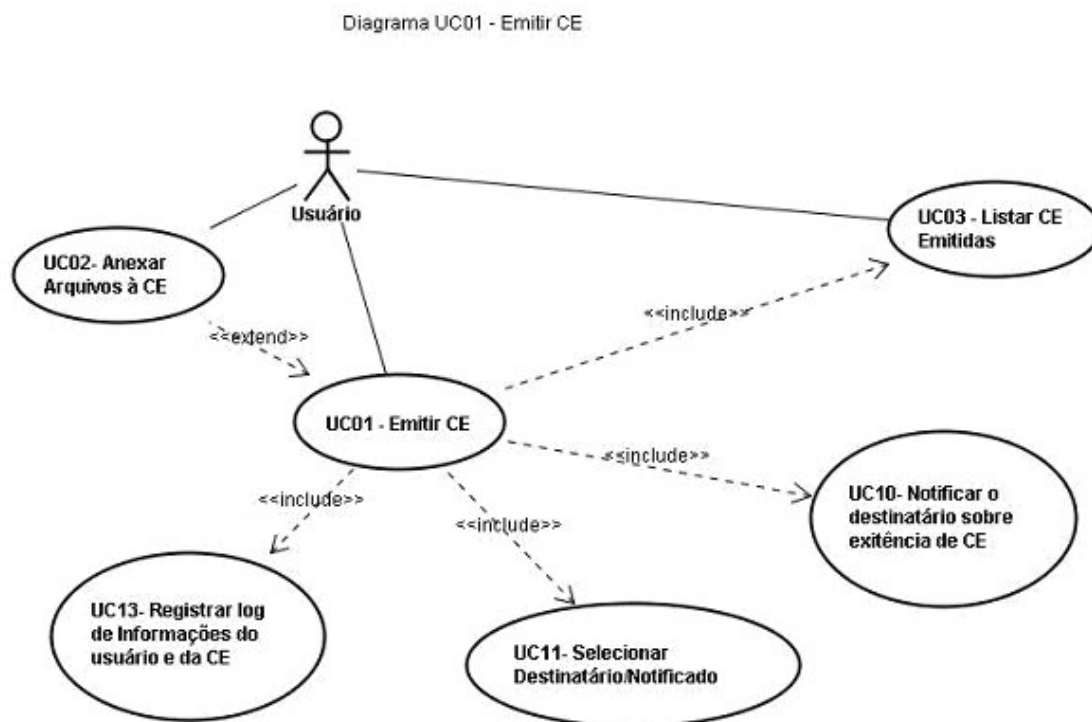 Diagrama UC01 - Emitir CE
Usuário
UC03 - Listar CE
Emitidas
UC02- Anexar
Arquivos à CE
<<include>>
<<extend>>
UC01 - Emitir CE
<<include>>
UC10- Notificar o
destinatário sobre
exitência de CE
<<include>>
<<include>>
UC13- Registrar log
de Informações do
usuário e da CE
UC11- Selecionar
Destinatário/Notificado